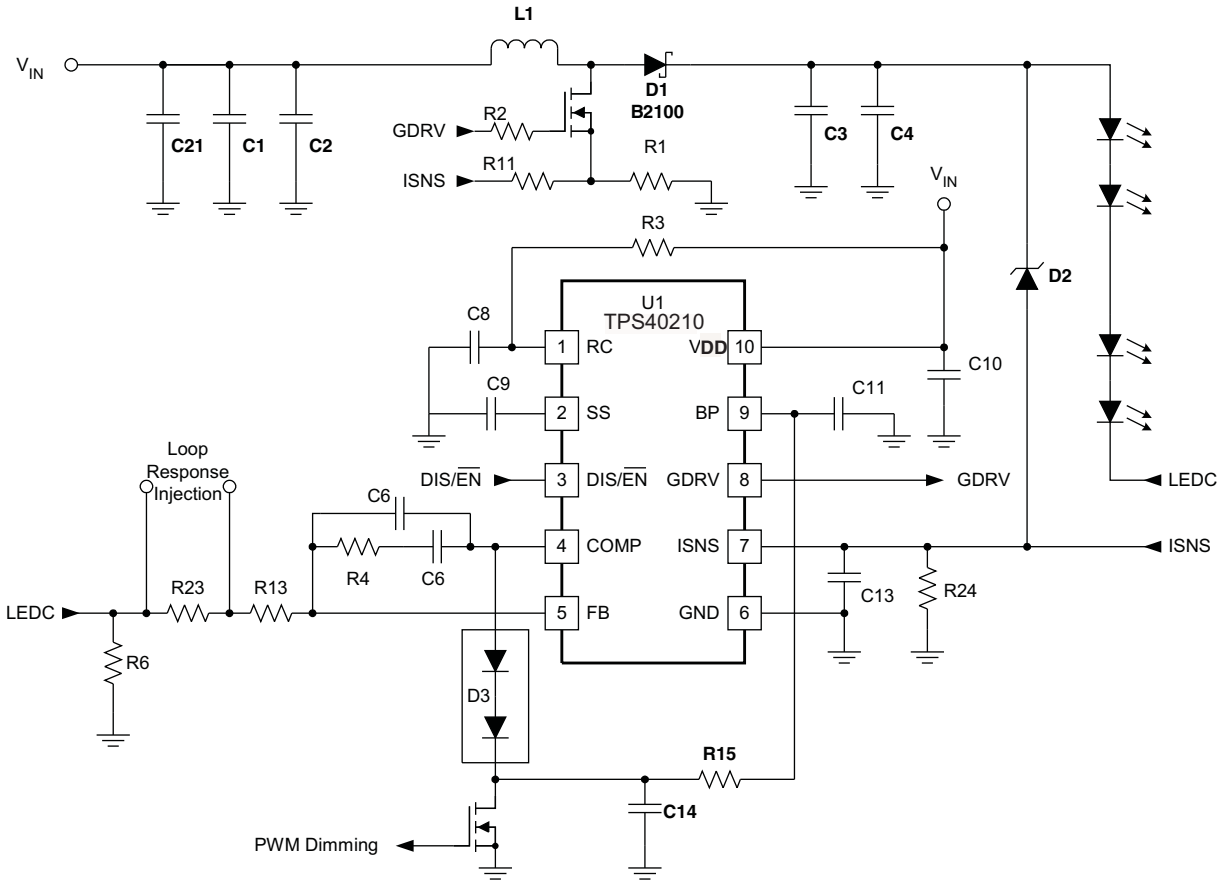 L1
VIN
D1
B2100
C21
C1
C2
GDRV
R2
R11
R1
ISNS
C3
C4
VIN
R3
D2
U1
TPS40210
C8
1
RC
VDD
10
C10
C9
2
SS
BP
9
C11
Loop
Response
Injection
DIS/EN
3
DIS/EN
GDRV
8
GDRV
LEDC
C6
4
COMP
ISNS
7
ISNS
R4
C6
C13
R24
LEDC
R23
R13
5
FB
GND
6
R6
D3
R15
C14
PWM Dimming